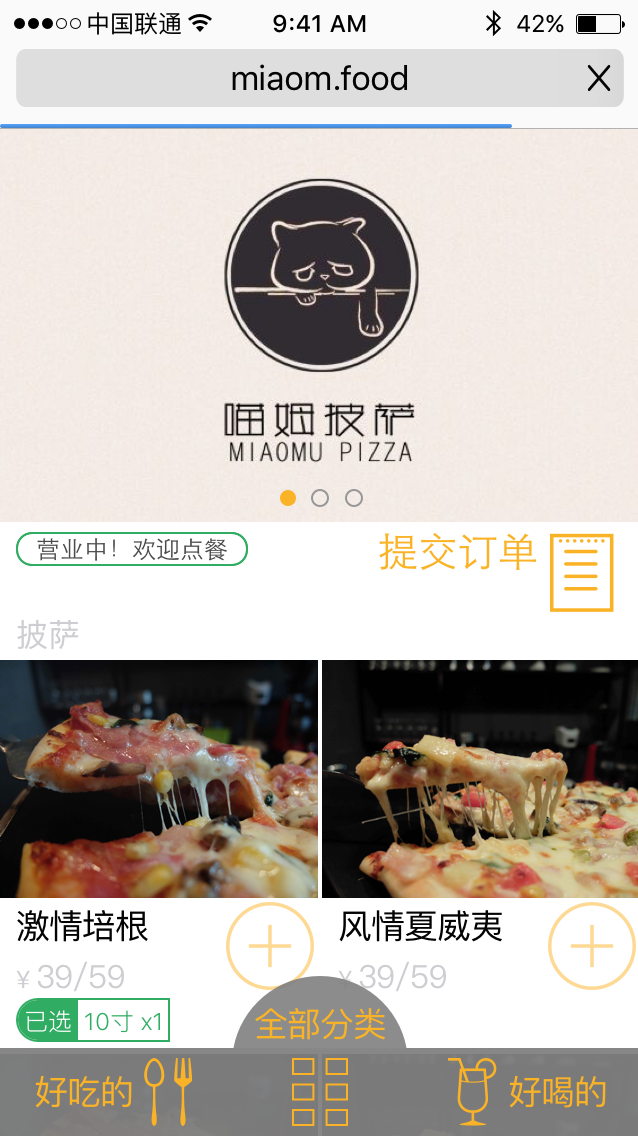 中国联通 9:41 AM 42%
miaom.food
喵姆披萨
MIAOMU PIZZA
营业中！欢迎点餐
提交订单
披萨
激情培根
风情夏威夷
¥ 39/59
¥ 39/59
已选 10寸 x1
全部分类
好吃的
好喝的